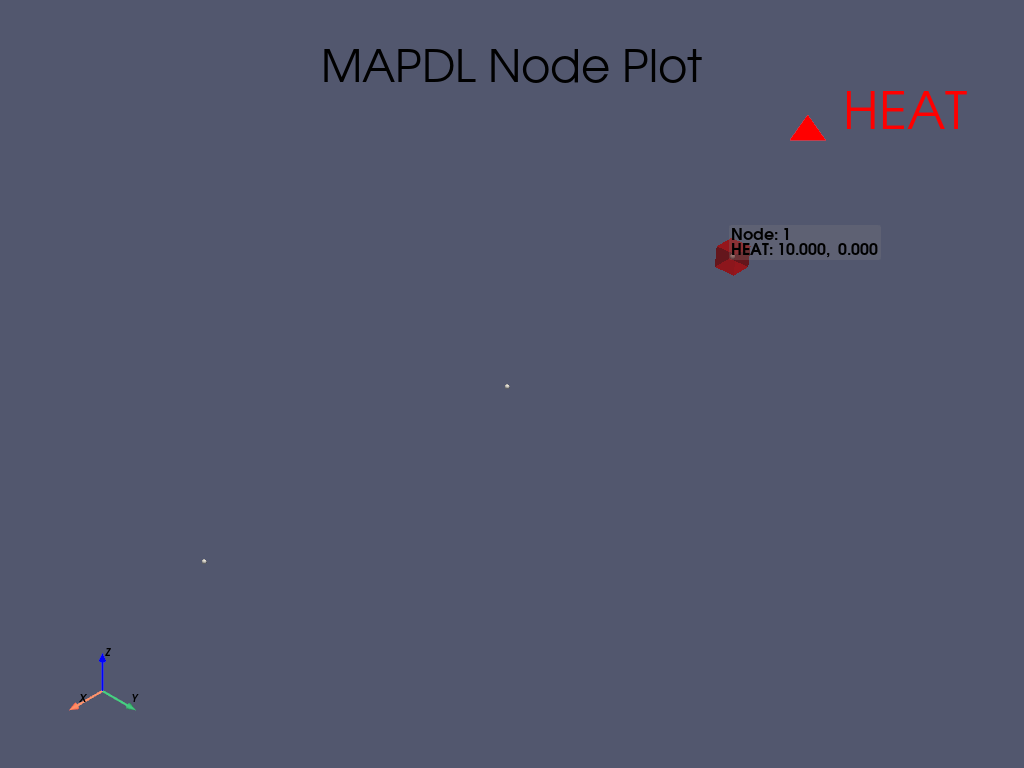 MAPDL Node Plot
HEAT
Node: 1
HEAT: 10.000, 0.000
Z
X
Y